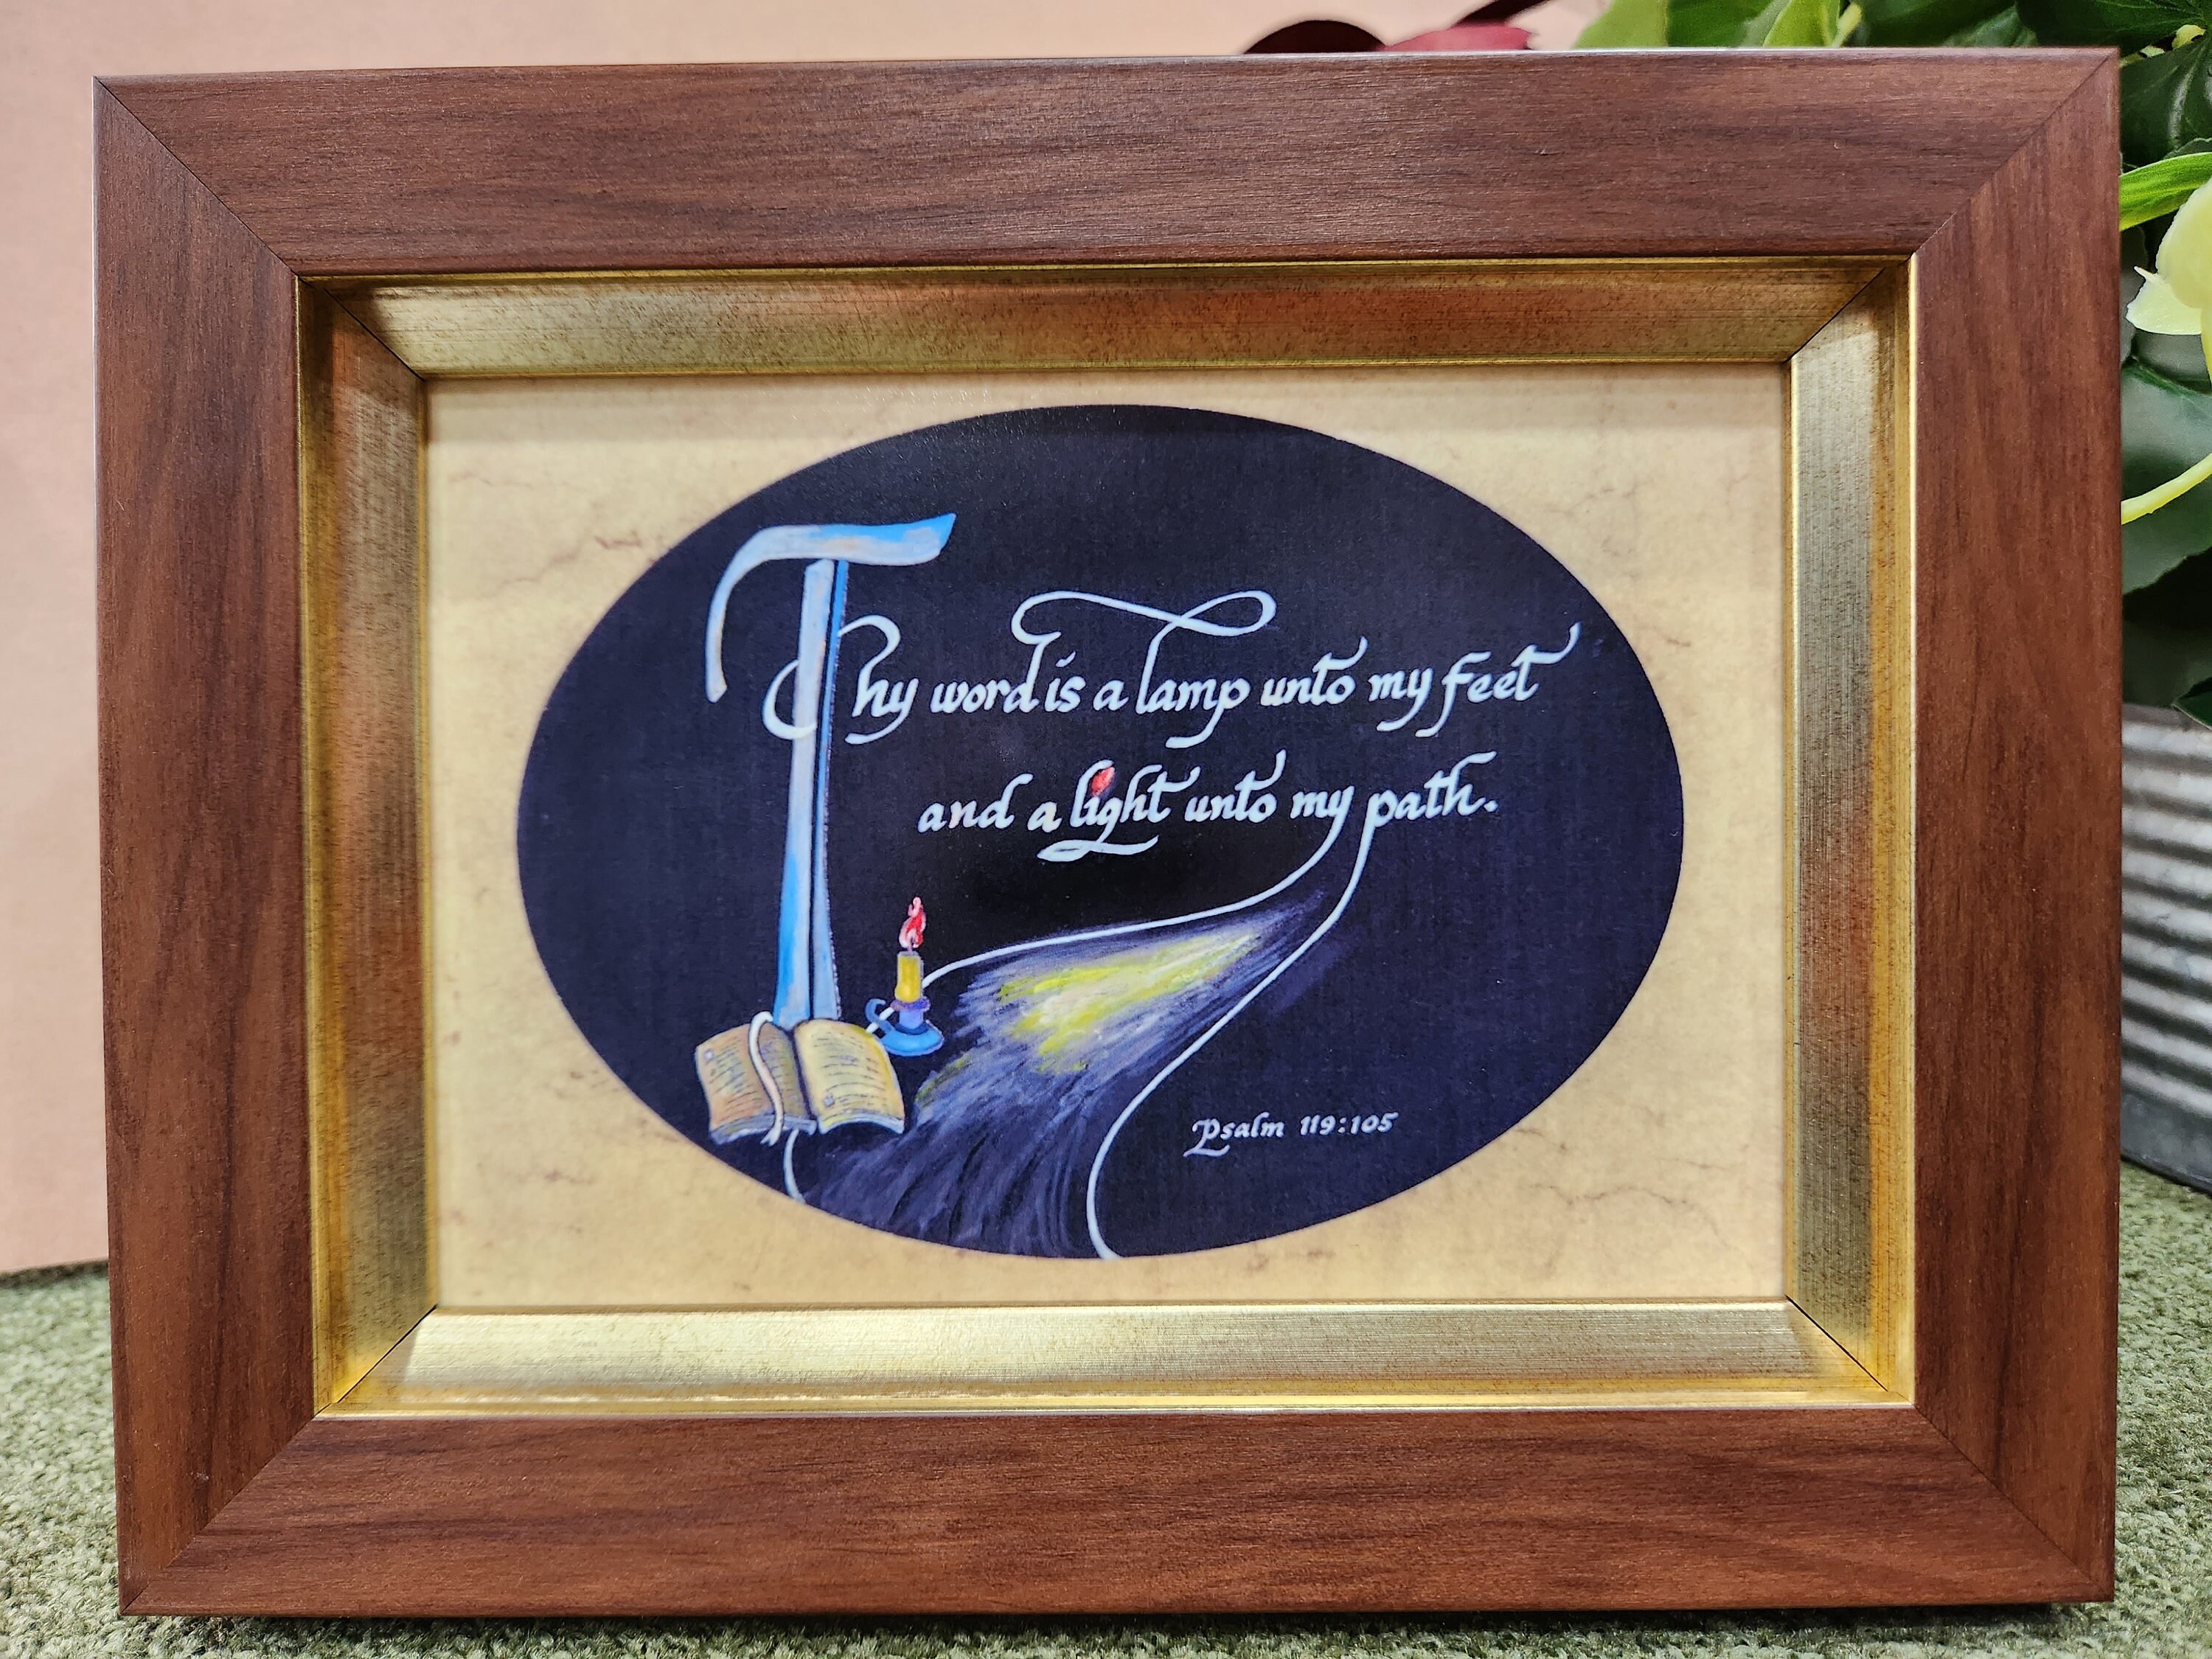 Thy word is a lamp unto my feet
and a light unto my path.
Psalm 119:105